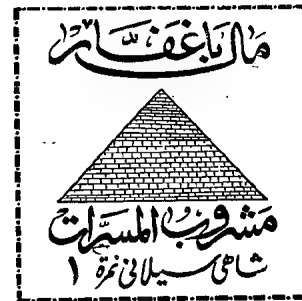 مال باغفار
مشروب المسرات
شاهي سيلاني نمرة ١